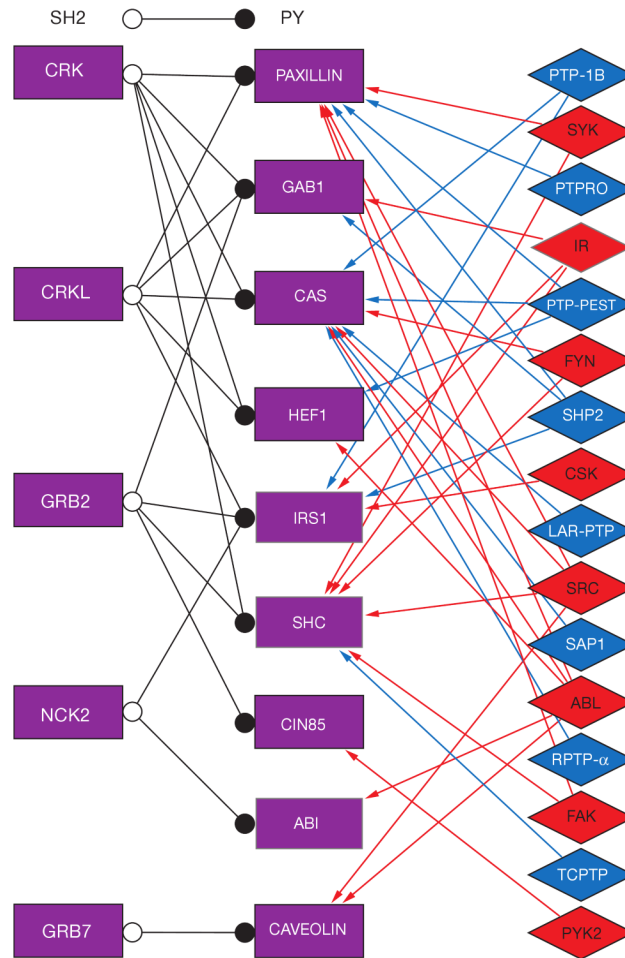 SH2 PY
CRK
CRKL
GRB2
NCK2
GRB7
PAXILLIN
GAB1
CAS
HEF1
IRS1
SHC
CIN85
ABI
CAVEOLIN
PTP-1B
SYK
PTPRO
IR
PTP-PEST
FYN
SHP2
CSK
LAR-PTP
SRC
SAP1
ABL
RPTP-α
FAK
TCPTP
PYK2